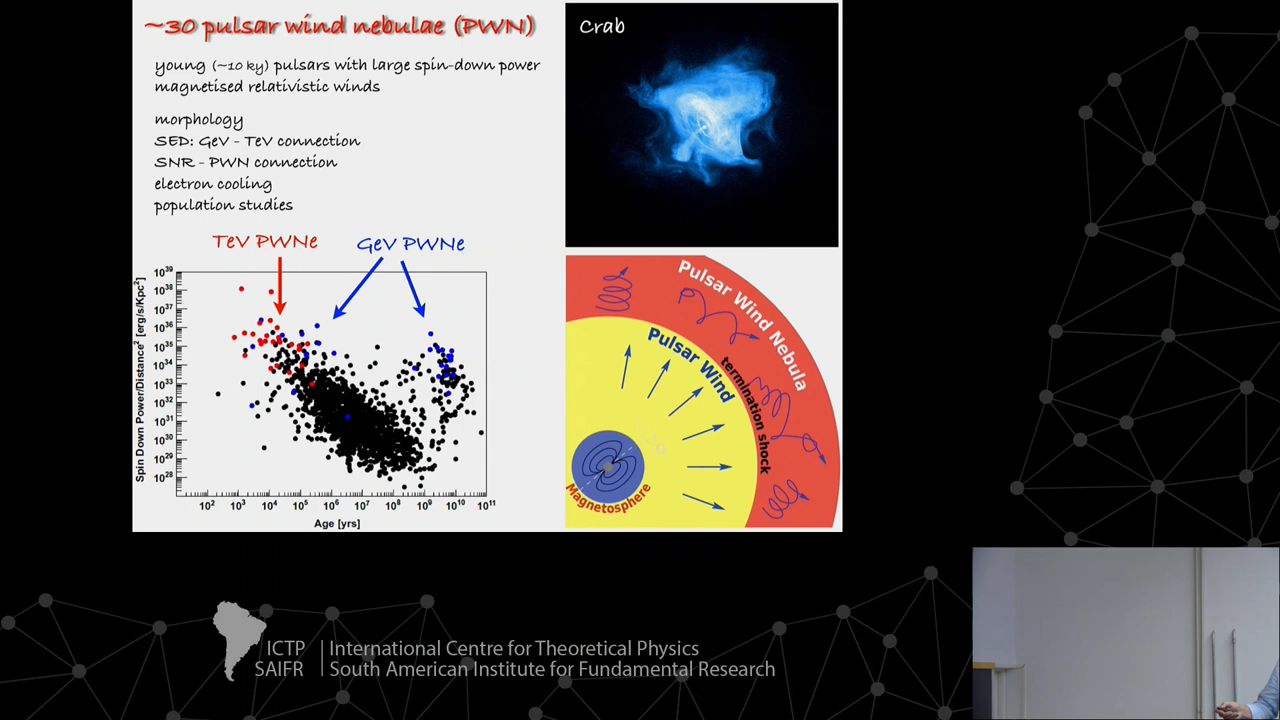 ~30 pulsar wind nebulae (PWN)
young (~10 ky) pulsars with large spin-down power
magnetised relativistic winds
morphology
SED: GeV - TeV connection
SNR - PWN connection
electron cooling
population studies
TeV PWNe
GeV PWNe
Spin Down Power/Distance² [erg/s/Kpc²]
10³⁹
10³⁸
10³⁷
10³⁶
10³⁵
10³⁴
10³³
10³²
10³¹
10³⁰
10²⁹
10²⁸
10² 10³ 10⁴ 10⁵ 10⁶ 10⁷ 10⁸ 10⁹ 10¹⁰ 10¹¹
Age [yrs]
Crab
Pulsar Wind Nebula
Pulsar Wind
termination shock
Magnetosphere
ICTP
SAIFR
International Centre for Theoretical Physics
South American Institute for Fundamental Research